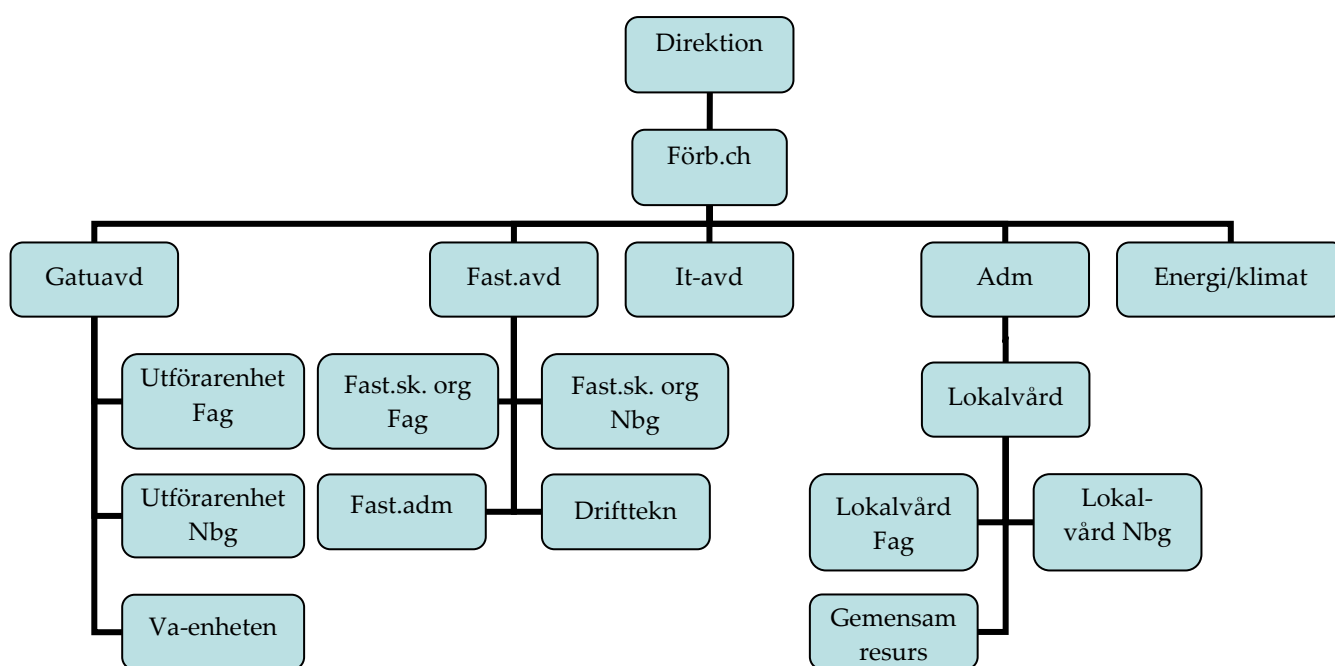 Direktion
Förb.ch
Gatuavd
Fast.avd
It-avd
Adm
Energi/klimat
Utförarenhet
Fag
Fast.sk. org
Fag
Fast.sk. org
Nbg
Lokalvård
Utförarenhet
Nbg
Fast.adm
Drifttekn
Lokalvård
Fag
Lokal-
vård Nbg
Va-enheten
Gemensam
resurs